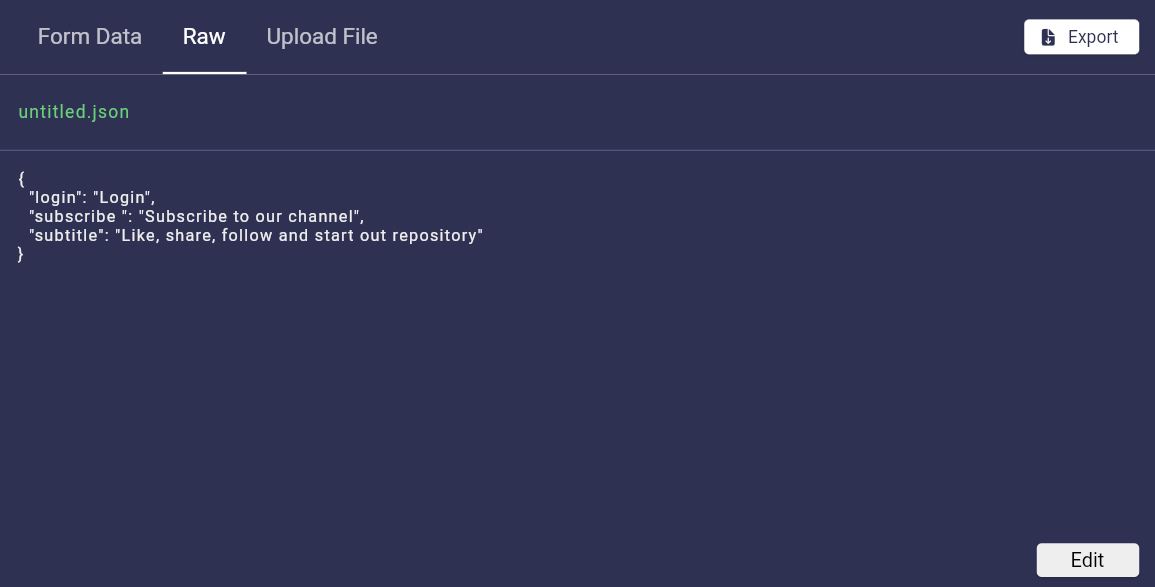 Form Data Raw Upload File Export
untitled.json
{
"login": "Login",
"subscribe ": "Subscribe to our channel",
"subtitle": "Like, share, follow and start out repository"
}
Edit